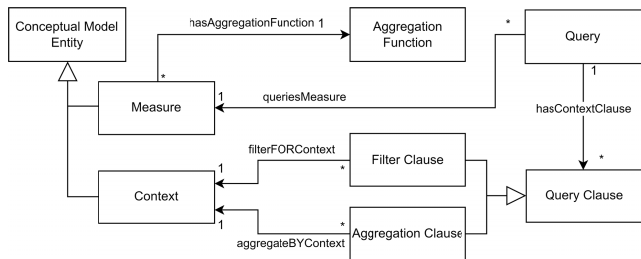 Conceptual Model
Entity
hasAggregationFunction 1
Aggregation
Function
*
Query
*
1
Measure
1
queriesMeasure
hasContextClause
filterFORContext
Filter Clause
1
*
*
Context
Query Clause
1
*
aggregateBYContext
Aggregation Clause